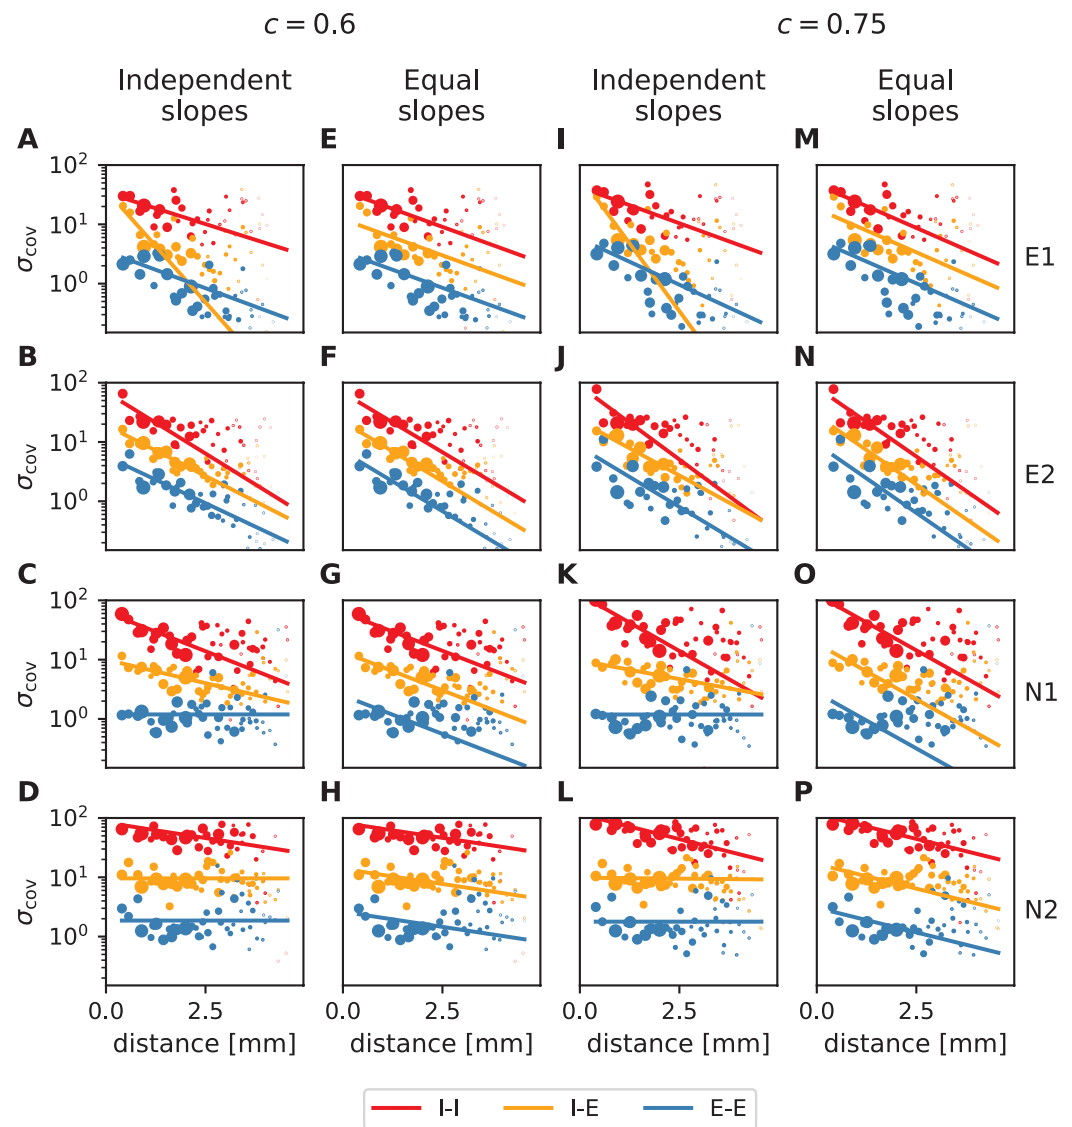 c = 0.6 c = 0.75
Independent slopes Equal slopes Independent slopes Equal slopes
A E I M
10² 10¹ 10⁰ σcov E1
B F J N
10² 10¹ 10⁰ σcov E2
C G K O
10² 10¹ 10⁰ σcov N1
D H L P
10² 10¹ 10⁰ σcov N2
0.0 2.5 0.0 2.5 0.0 2.5 0.0 2.5
distance [mm] distance [mm] distance [mm] distance [mm]
I-I I-E E-E